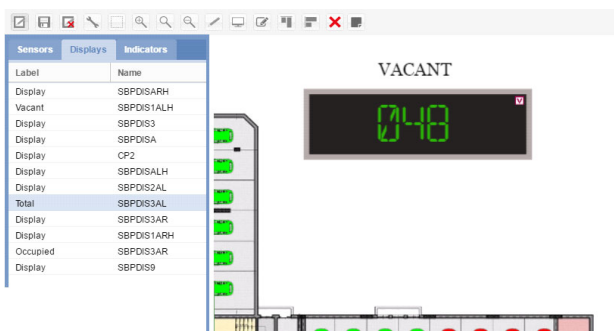 Sensors Displays Indicators
Label Name
Display SBPDISARH
Vacant SBPDIS1ALH
Display SBPDIS3
Display SBPDISA
Display CP2
Display SBPDISALH
Display SBPDIS2AL
Total SBPDIS3AL
Display SBPDIS3AR
Display SBPDIS1ARH
Occupied SBPDIS3AR
Display SBPDIS9
VACANT
V
048